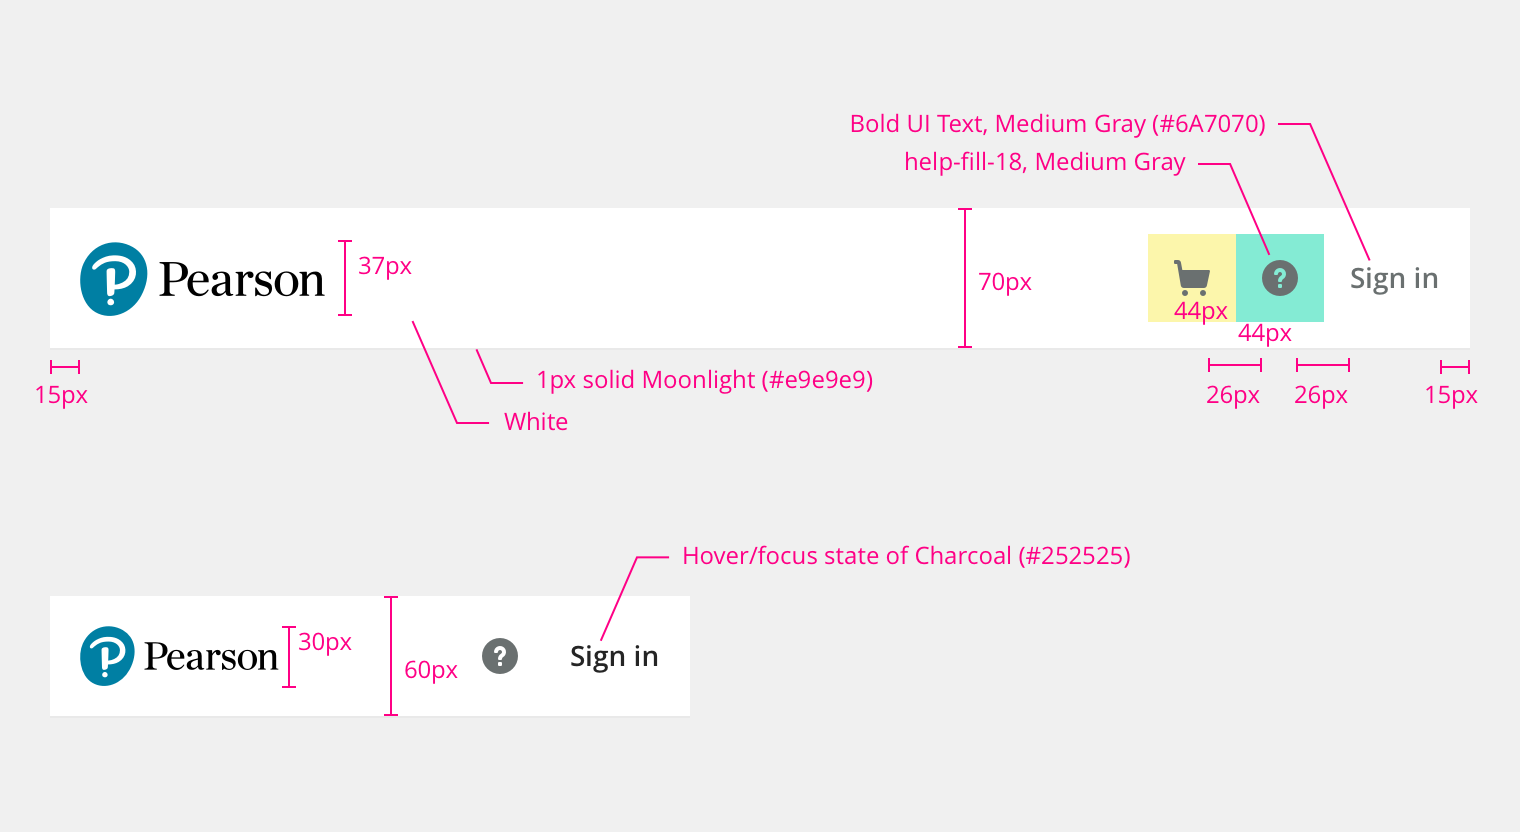 Bold UI Text, Medium Gray (#6A7070)
help-fill-18, Medium Gray
Pearson
37px
70px
44px
44px
Sign in
15px
1px solid Moonlight (#e9e9e9)
White
26px
26px
15px
Hover/focus state of Charcoal (#252525)
Pearson
30px
60px
?
Sign in